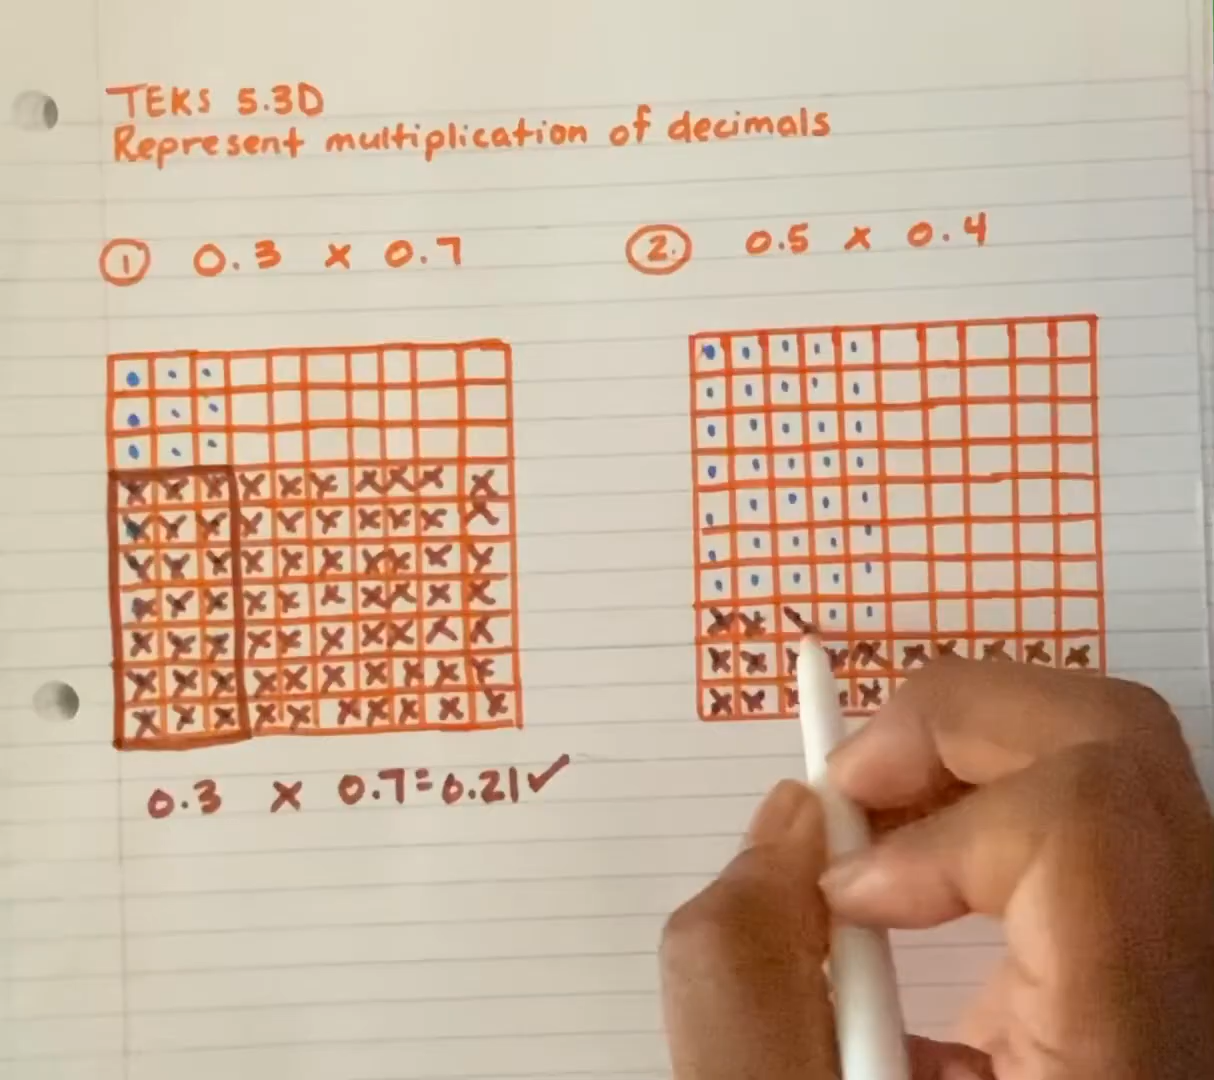 TEKS 5.3D
Represent multiplication of decimals
① 0.3 x 0.7
② 0.5 x 0.4
0.3 x 0.7=0.21✓